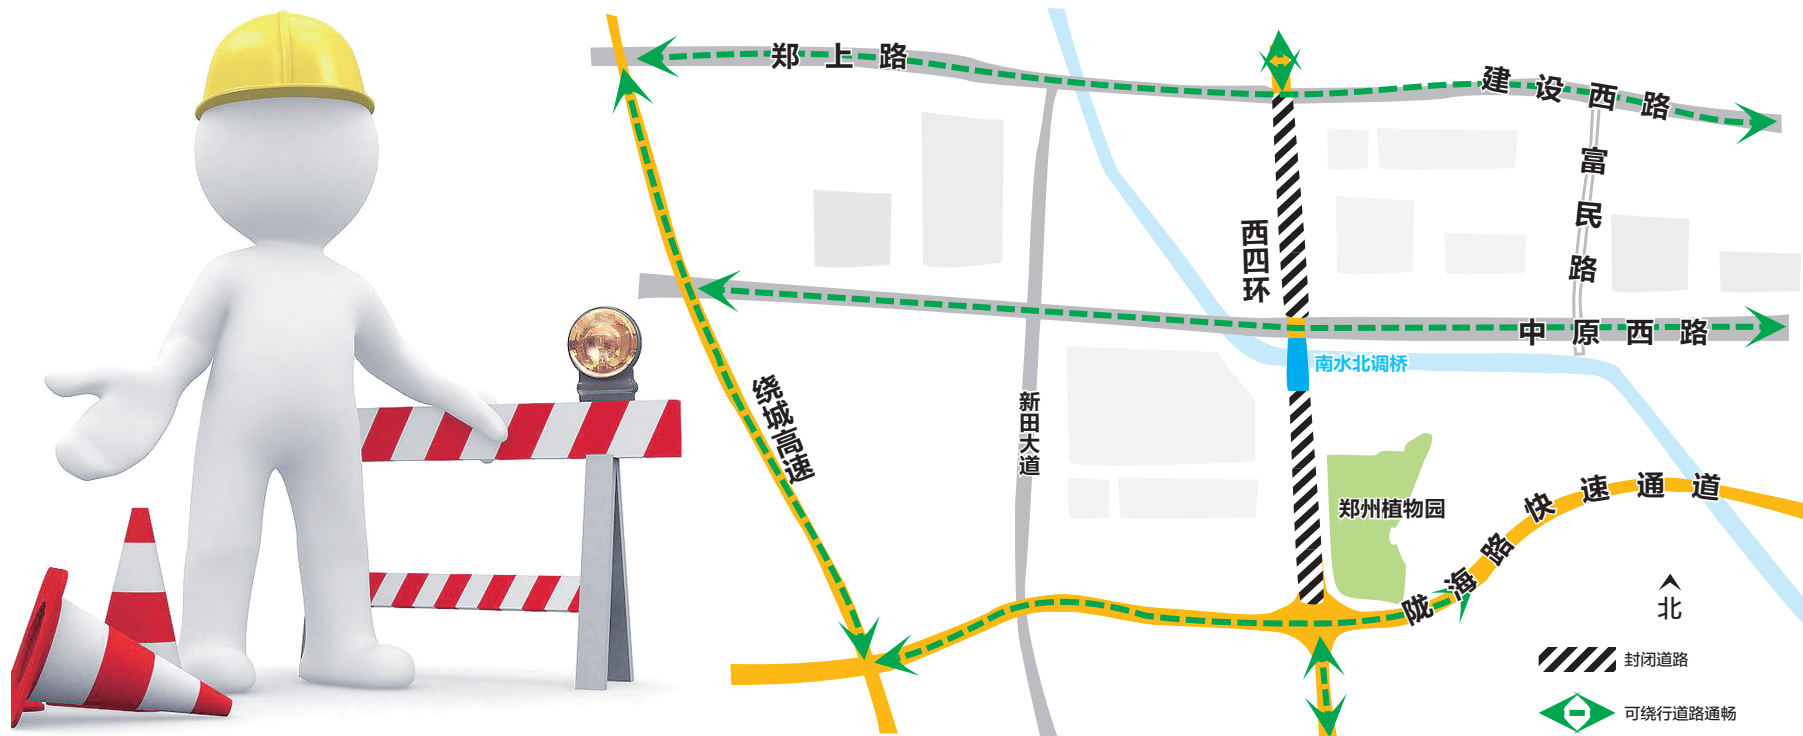 郑上路
建设西路
富民路
西四环
中原西路
南水北调桥
绕城高速
新田大道
郑州植物园
陇海路快速通道
北
封闭道路
可绕行道路通畅